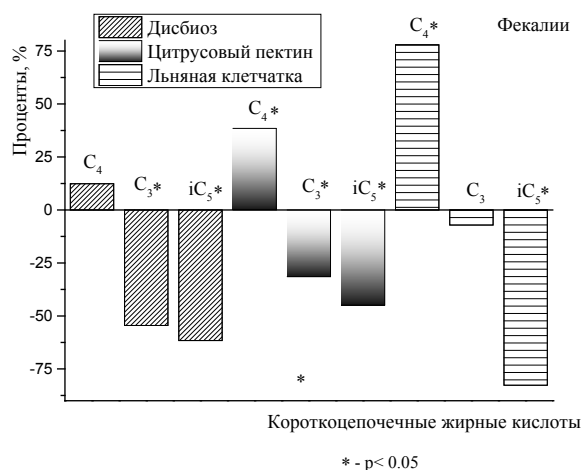 Фекалии
Дисбиоз
Цитрусовый пектин
Льняная клетчатка
Проценты, %
75
50
25
0
-25
-50
-75
C₄
C₃*
iC₅*
C₄*
C₃*
iC₅*
C₄*
C₃
iC₅*
*
Короткоцепочечные жирные кислоты
* - p< 0.05